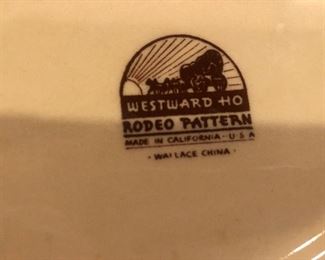 WESTWARD HO
RODEO PATTERN
MADE IN CALIFORNIA - U S A
· WALLACE CHINA ·